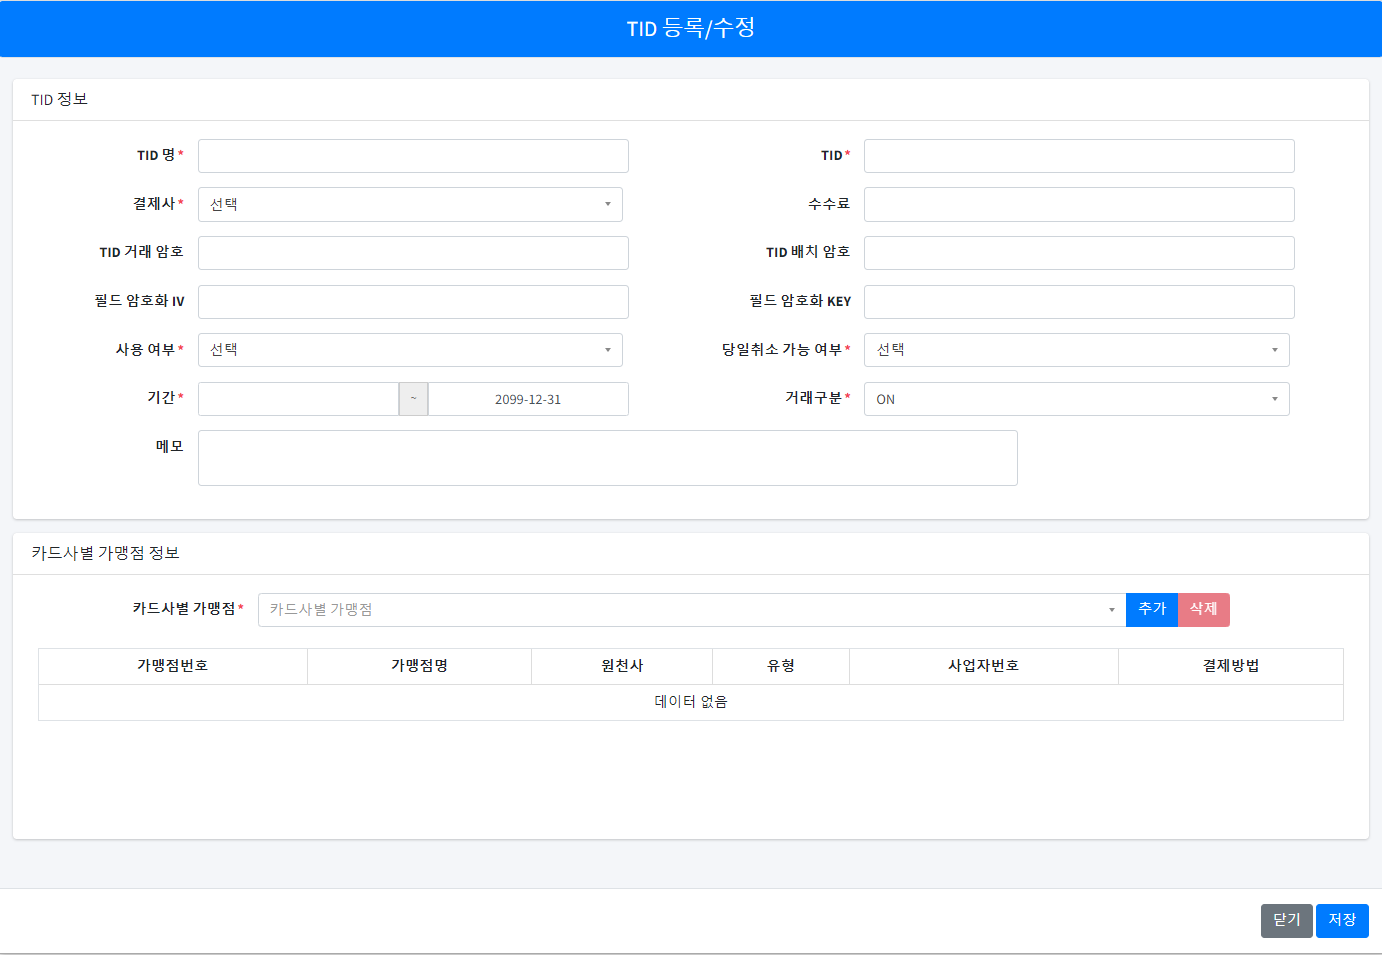 TID 등록/수정
TID 정보
TID 명*
TID*
결제사* 선택
수수료
TID 거래 암호
TID 배치 암호
필드 암호화 IV
필드 암호화 KEY
사용 여부* 선택
당일취소 가능 여부* 선택
기간* ~ 2099-12-31
거래구분* ON
메모
카드사별 가맹점 정보
카드사별 가맹점* 카드사별 가맹점 추가 삭제
가맹점번호 가맹점명 원천사 유형 사업자번호 결제방법
데이터 없음
닫기 저장